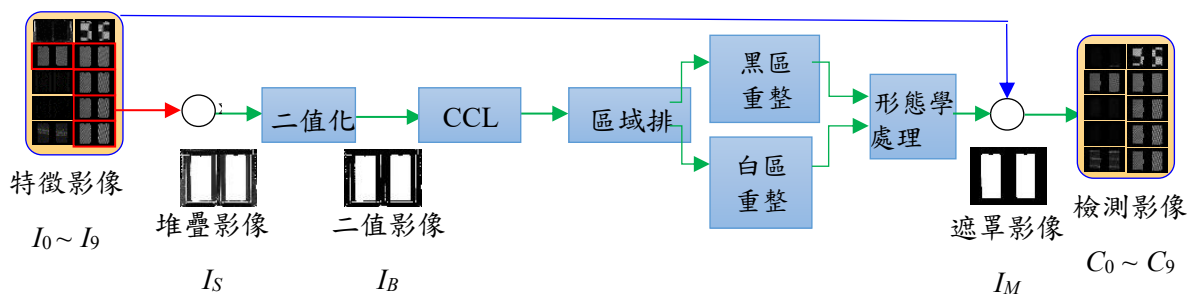 特徵影像
I0 ~ I9
堆疊影像
IS
二值化
二值影像
IB
CCL
區域排
黑區
重整
白區
重整
形態學
處理
遮罩影像
IM
檢測影像
C0 ~ C9